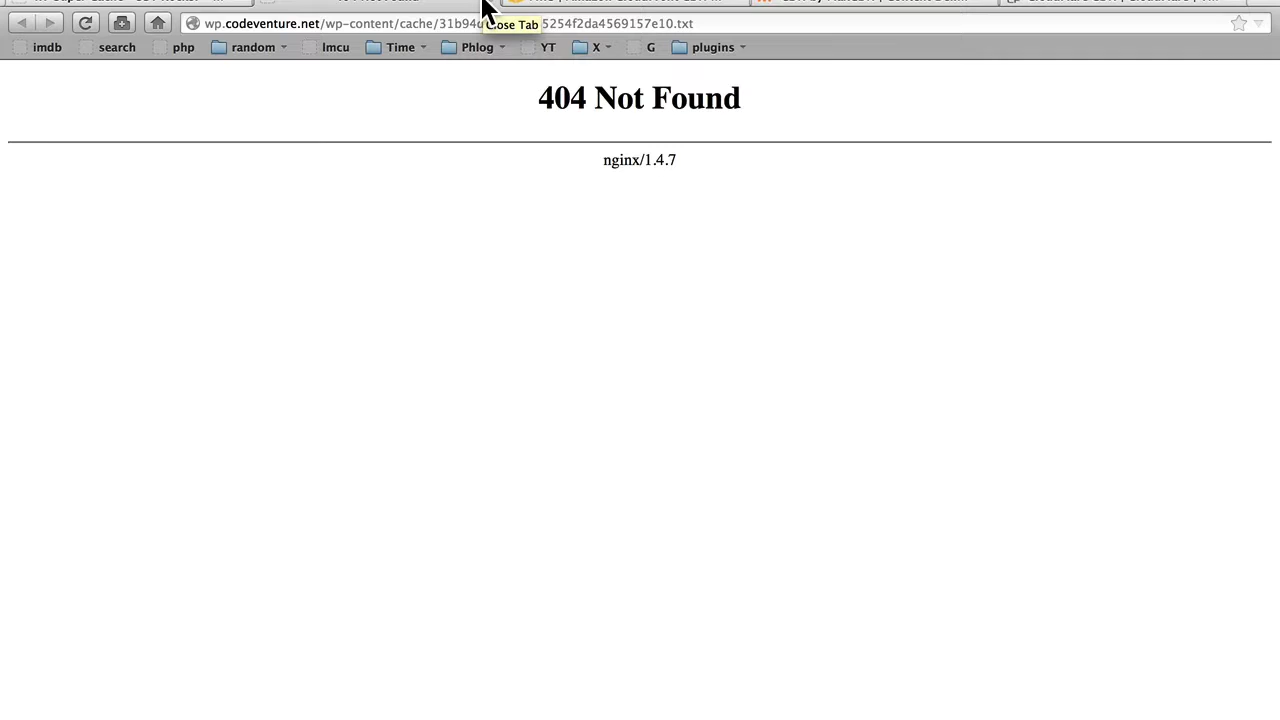 wp.codeventure.net/wp-content/cache/31b94
5254f2da4569157e10.txt
Close Tab
imdb search php random lmcu Time Phlog YT X G plugins
404 Not Found
nginx/1.4.7